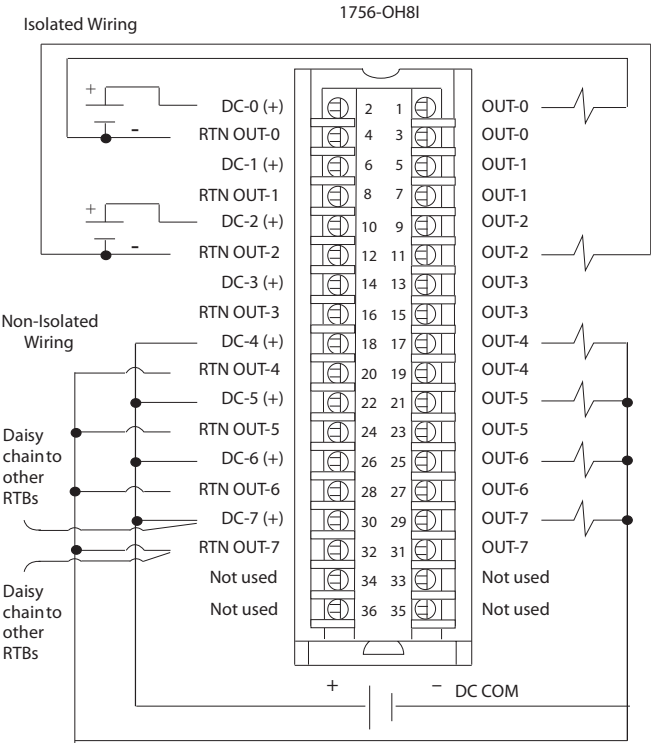 1756-OH8I
Isolated Wiring
+
DC-0 (+) 2 1 OUT-0
- RTN OUT-0 4 3 OUT-0
DC-1 (+) 6 5 OUT-1
RTN OUT-1 8 7 OUT-1
+ DC-2 (+) 10 9 OUT-2
- RTN OUT-2 12 11 OUT-2
DC-3 (+) 14 13 OUT-3
RTN OUT-3 16 15 OUT-3
Non-Isolated
Wiring
DC-4 (+) 18 17 OUT-4
RTN OUT-4 20 19 OUT-4
DC-5 (+) 22 21 OUT-5
RTN OUT-5 24 23 OUT-5
DC-6 (+) 26 25 OUT-6
RTN OUT-6 28 27 OUT-6
DC-7 (+) 30 29 OUT-7
RTN OUT-7 32 31 OUT-7
Not used 34 33 Not used
Not used 36 35 Not used
Daisy
chain to
other
RTBs
Daisy
chain to
other
RTBs
+ − DC COM